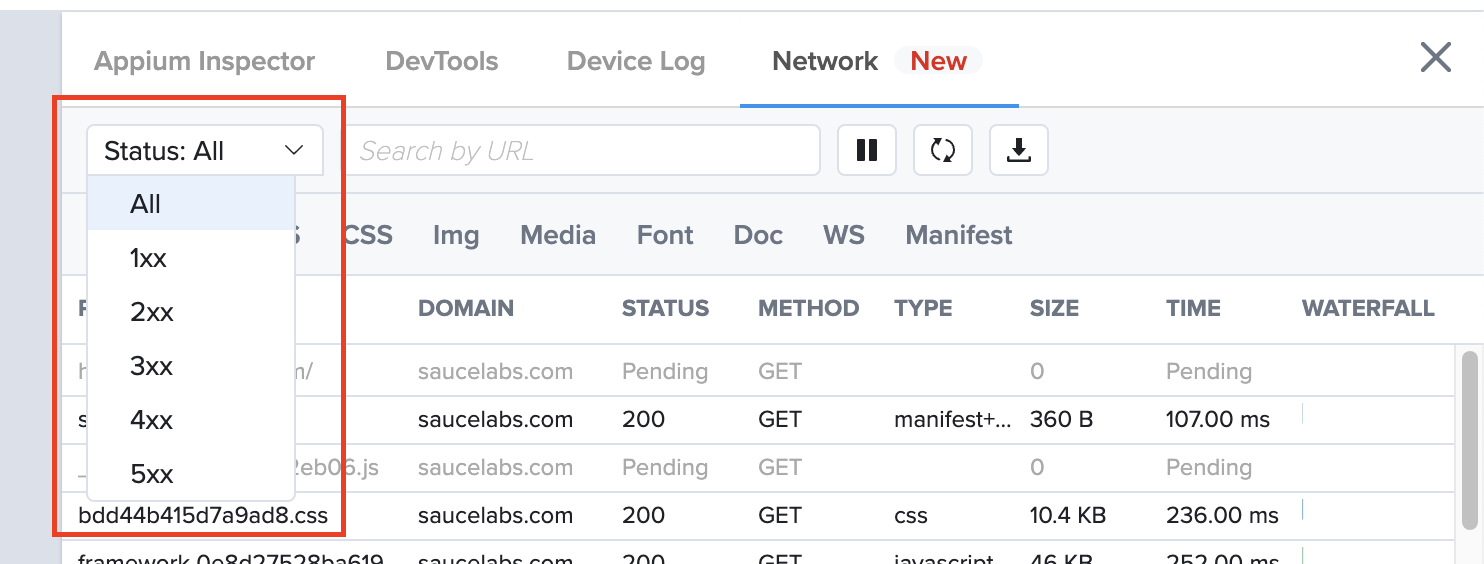 Appium Inspector DevTools Device Log Network New
Status: All Search by URL
All
1xx
2xx
3xx
4xx
5xx
CSS Img Media Font Doc WS Manifest
DOMAIN STATUS METHOD TYPE SIZE TIME WATERFALL
saucelabs.com Pending GET 0 Pending
saucelabs.com 200 GET manifest+... 360 B 107.00 ms
2eb06.js saucelabs.com Pending GET 0 Pending
bdd44b415d7a9ad8.css saucelabs.com 200 GET css 10.4 KB 236.00 ms
framework.0e8d27528ba619 saucelabs.com 200 GET javascript 46 KB 252.00 ms